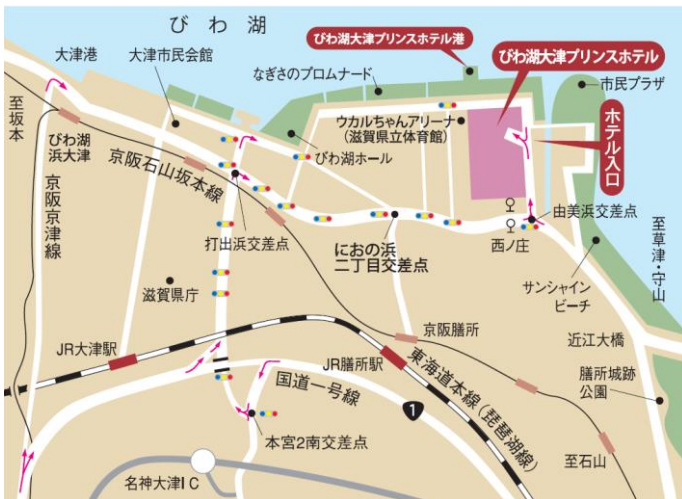 びわ湖
大津港
大津市民会館
なぎさのプロムナード
びわ湖大津プリンスホテル港
びわ湖大津プリンスホテル
市民プラザ
至坂本
びわ湖
浜大津
京阪石山坂本線
びわ湖ホール
ウカルちゃんアリーナ
(滋賀県立体育館)
ホテル入口
京阪京津線
打出浜交差点
におの浜
二丁目交差点
西ノ庄
由美浜交差点
至草津・守山
滋賀県庁
サンシャイン
ビーチ
JR大津駅
京阪膳所
近江大橋
JR膳所駅
国道一号線
東海道本線(琵琶湖線)
膳所城跡
公園
1
本宮2南交差点
至石山
名神大津IC